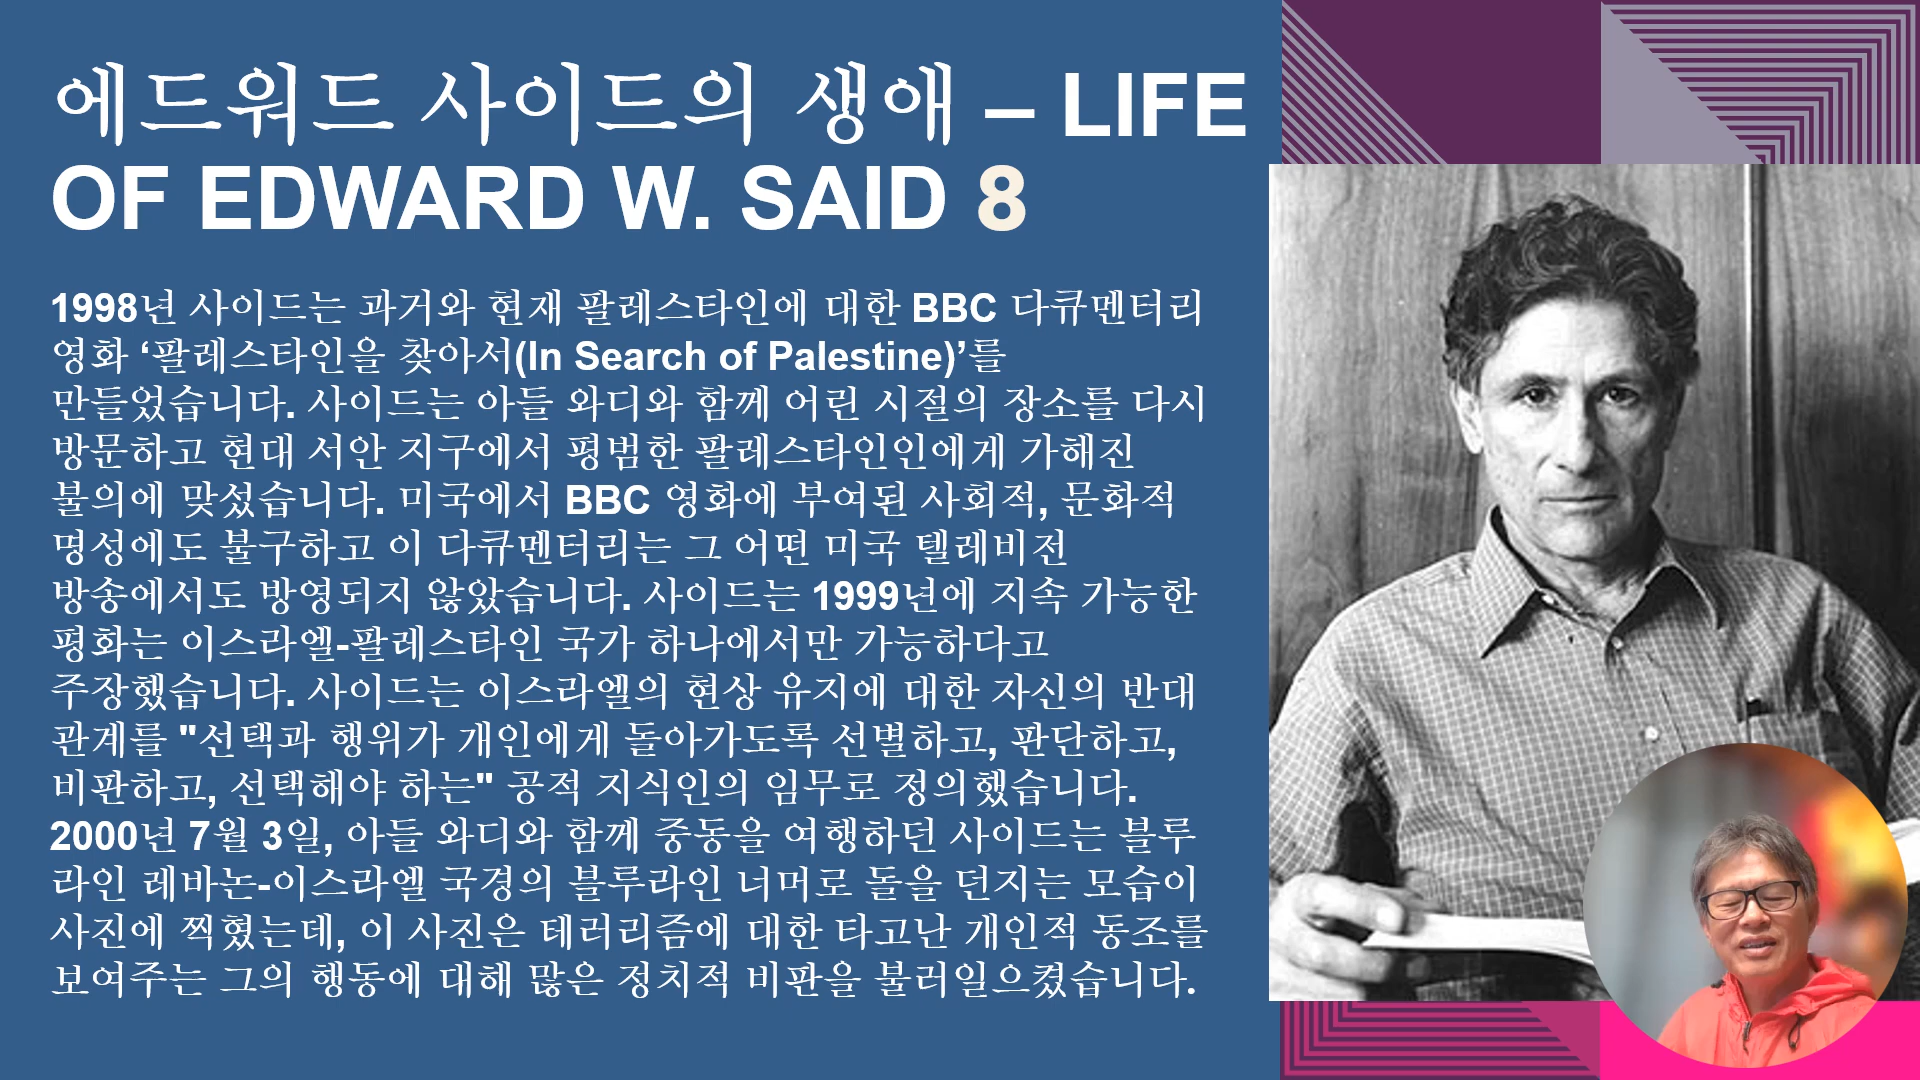 에드워드 사이드의 생애 – LIFE
OF EDWARD W. SAID 8
1998년 사이드는 과거와 현재 팔레스타인에 대한 BBC 다큐멘터리
영화 ‘팔레스타인을 찾아서(In Search of Palestine)’를
만들었습니다. 사이드는 아들 와디와 함께 어린 시절의 장소를 다시
방문하고 현대 서안 지구에서 평범한 팔레스타인인에게 가해진
불의에 맞섰습니다. 미국에서 BBC 영화에 부여된 사회적, 문화적
명성에도 불구하고 이 다큐멘터리는 그 어떤 미국 텔레비전
방송에서도 방영되지 않았습니다. 사이드는 1999년에 지속 가능한
평화는 이스라엘-팔레스타인 국가 하나에서만 가능하다고
주장했습니다. 사이드는 이스라엘의 현상 유지에 대한 자신의 반대
관계를 "선택과 행위가 개인에게 돌아가도록 선별하고, 판단하고,
비판하고, 선택해야 하는" 공적 지식인의 임무로 정의했습니다.
2000년 7월 3일, 아들 와디와 함께 중동을 여행하던 사이드는 블루
라인 레바논-이스라엘 국경의 블루라인 너머로 돌을 던지는 모습이
사진에 찍혔는데, 이 사진은 테러리즘에 대한 타고난 개인적 동조를
보여주는 그의 행동에 대해 많은 정치적 비판을 불러일으켰습니다.